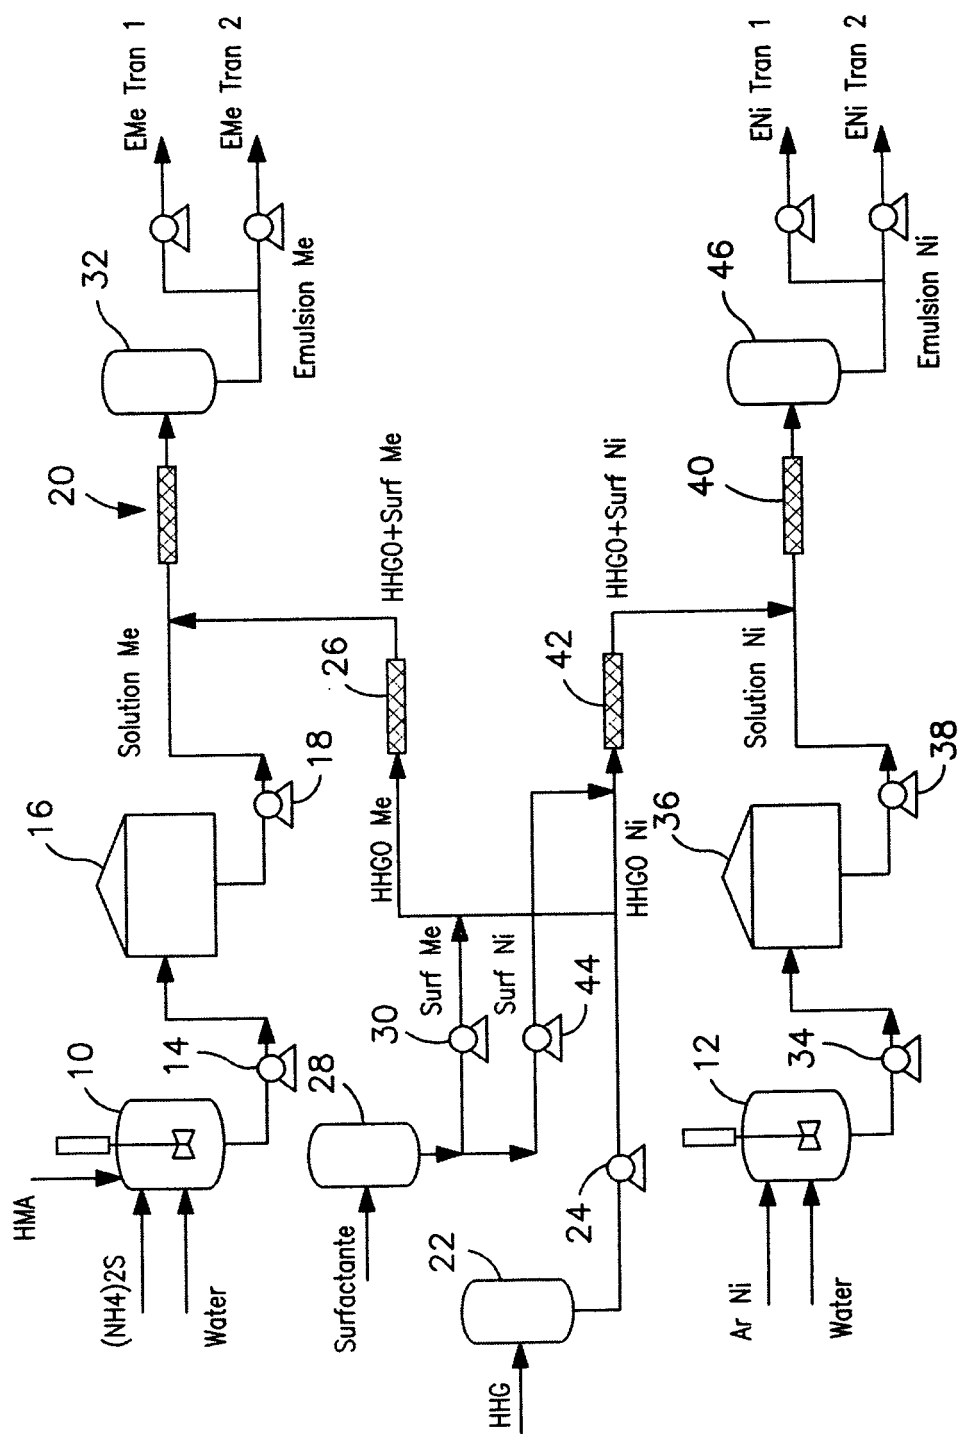 HMA
(NH4)2S
Water
10
14
16
18
Solution Me
20
32
Emulsion Me
EMe Tran 1
EMe Tran 2
Surfactante
28
30
Surf Me
Surf Ni
44
HHGO Me
26
HHGO+Surf Me
HHG
22
24
HHGO Ni
42
HHGO+Surf Ni
Ar Ni
Water
12
34
36
38
Solution Ni
40
46
Emulsion Ni
ENi Tran 1
ENi Tran 2